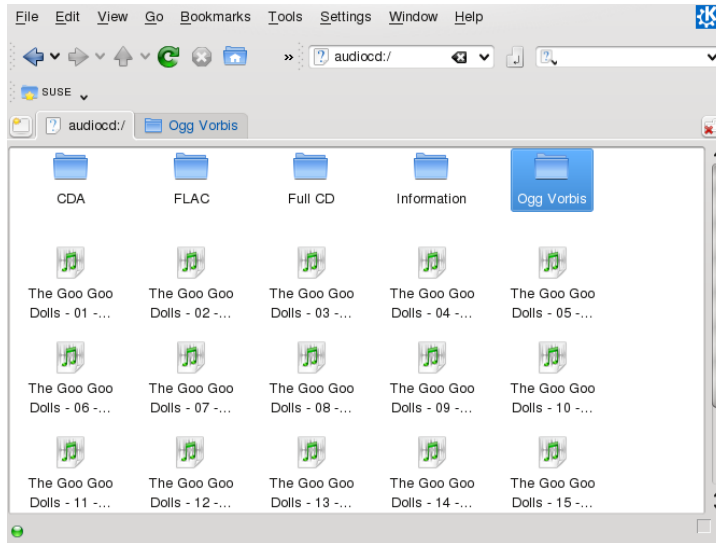 File Edit View Go Bookmarks Tools Settings Window Help
» audiocd:/
SUSE
audiocd:/ Ogg Vorbis
CDA FLAC Full CD Information Ogg Vorbis
The Goo Goo The Goo Goo The Goo Goo The Goo Goo The Goo Goo
Dolls - 01 -... Dolls - 02 -... Dolls - 03 -... Dolls - 04 -... Dolls - 05 -...
The Goo Goo The Goo Goo The Goo Goo The Goo Goo The Goo Goo
Dolls - 06 -... Dolls - 07 -... Dolls - 08 -... Dolls - 09 -... Dolls - 10 -...
The Goo Goo The Goo Goo The Goo Goo The Goo Goo The Goo Goo
Dolls - 11 -... Dolls - 12 -... Dolls - 13 -... Dolls - 14 -... Dolls - 15 -...